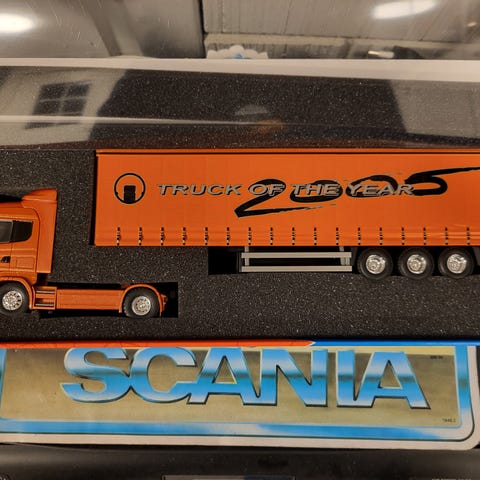 TRUCK OF THE YEAR
2005
SCANIA